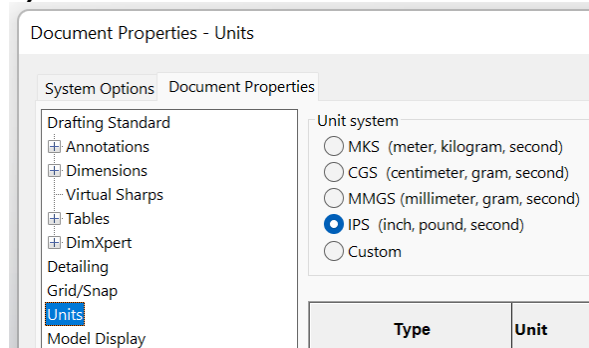 Document Properties - Units
System Options Document Properties
Drafting Standard
Annotations
Dimensions
Virtual Sharps
Tables
DimXpert
Detailing
Grid/Snap
Units
Model Display
Unit system
MKS (meter, kilogram, second)
CGS (centimeter, gram, second)
MMGS (millimeter, gram, second)
IPS (inch, pound, second)
Custom
Type Unit